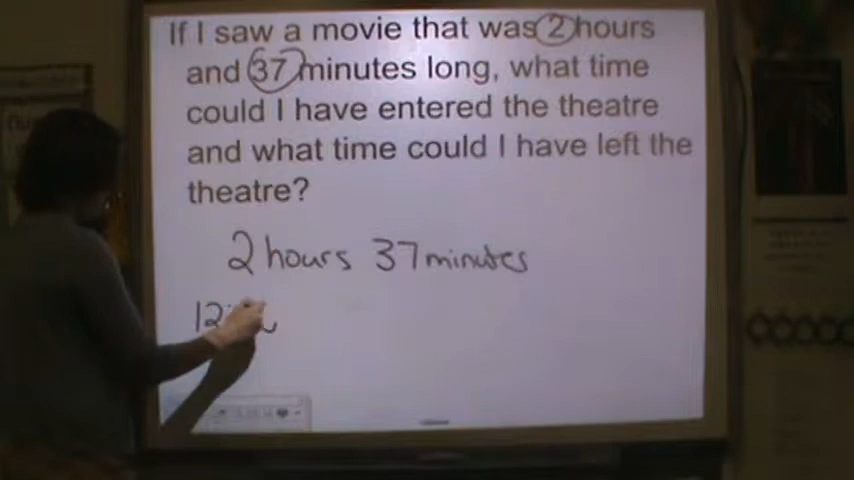 If I saw a movie that was 2 hours
and 37 minutes long, what time
could I have entered the theatre
and what time could I have left the
theatre?
2 hours 37 minutes
12